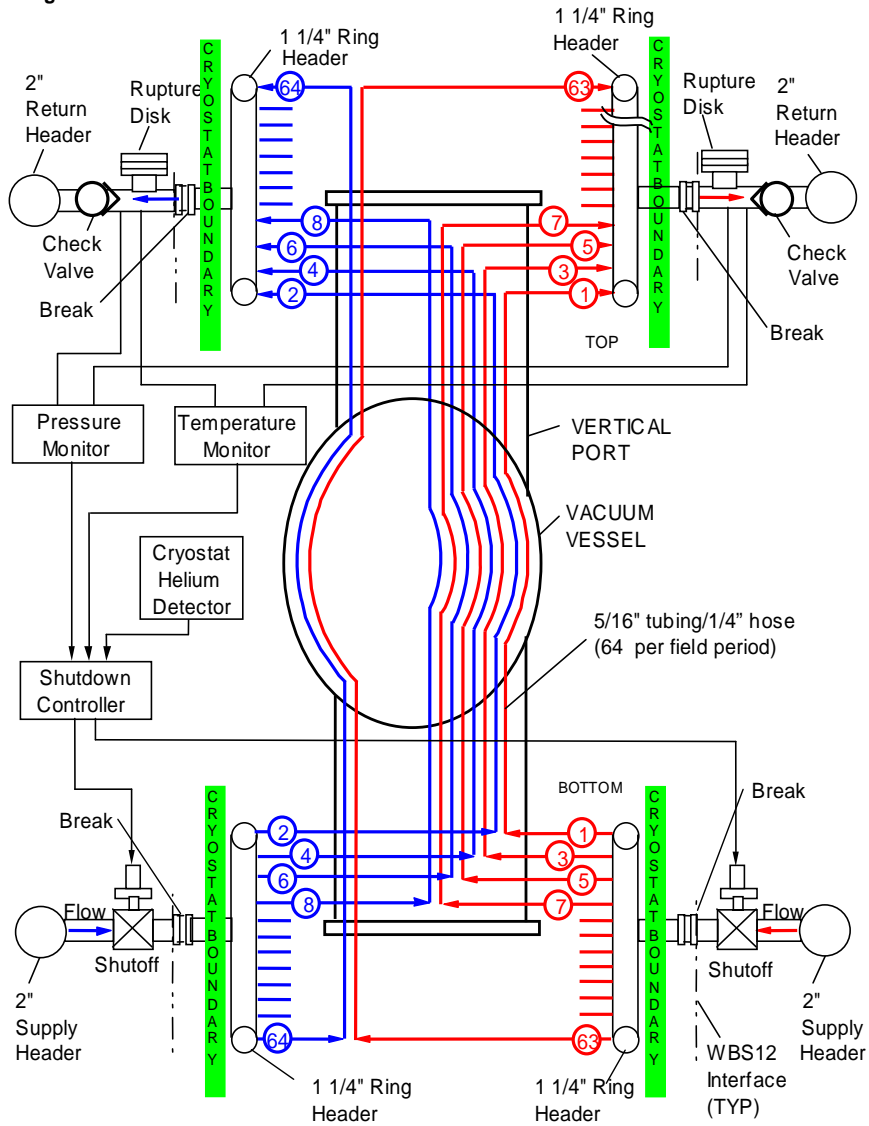 1 1/4" Ring
Header
1 1/4" Ring
Header
2"
Return
Header
Rupture
Disk
CRYOSTAT BOUNDARY
64
63
CRYOSTAT BOUNDARY
Rupture
Disk
2"
Return
Header
8
6
4
2
7
5
3
1
Check
Valve
Break
Check
Valve
Break
TOP
Pressure
Monitor
Temperature
Monitor
VERTICAL
PORT
VACUUM
VESSEL
Cryostat
Helium
Detector
5/16" tubing/1/4” hose
(64 per field period)
Shutdown
Controller
BOTTOM
Break
Break
CRYOSTAT BOUNDARY
2
4
6
8
64
1
3
5
7
63
CRYOSTAT BOUNDARY
Flow
Shutoff
Flow
Shutoff
2"
Supply
Header
2"
Supply
Header
1 1/4" Ring
Header
1 1/4" Ring
Header
WBS12
Interface
(TYP)